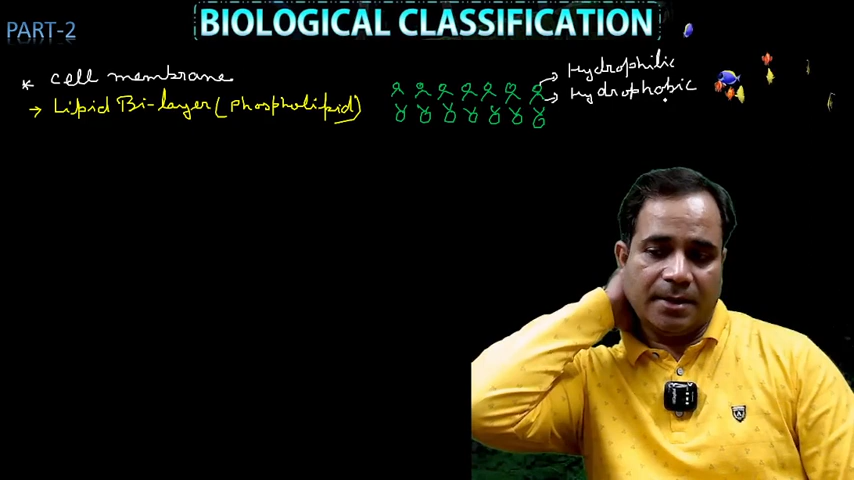 PART-2
BIOLOGICAL CLASSIFICATION
* cell membrane
→ Lipid Bi-layer (Phospholipid)
→ Hydrophilic
→ Hydrophobic